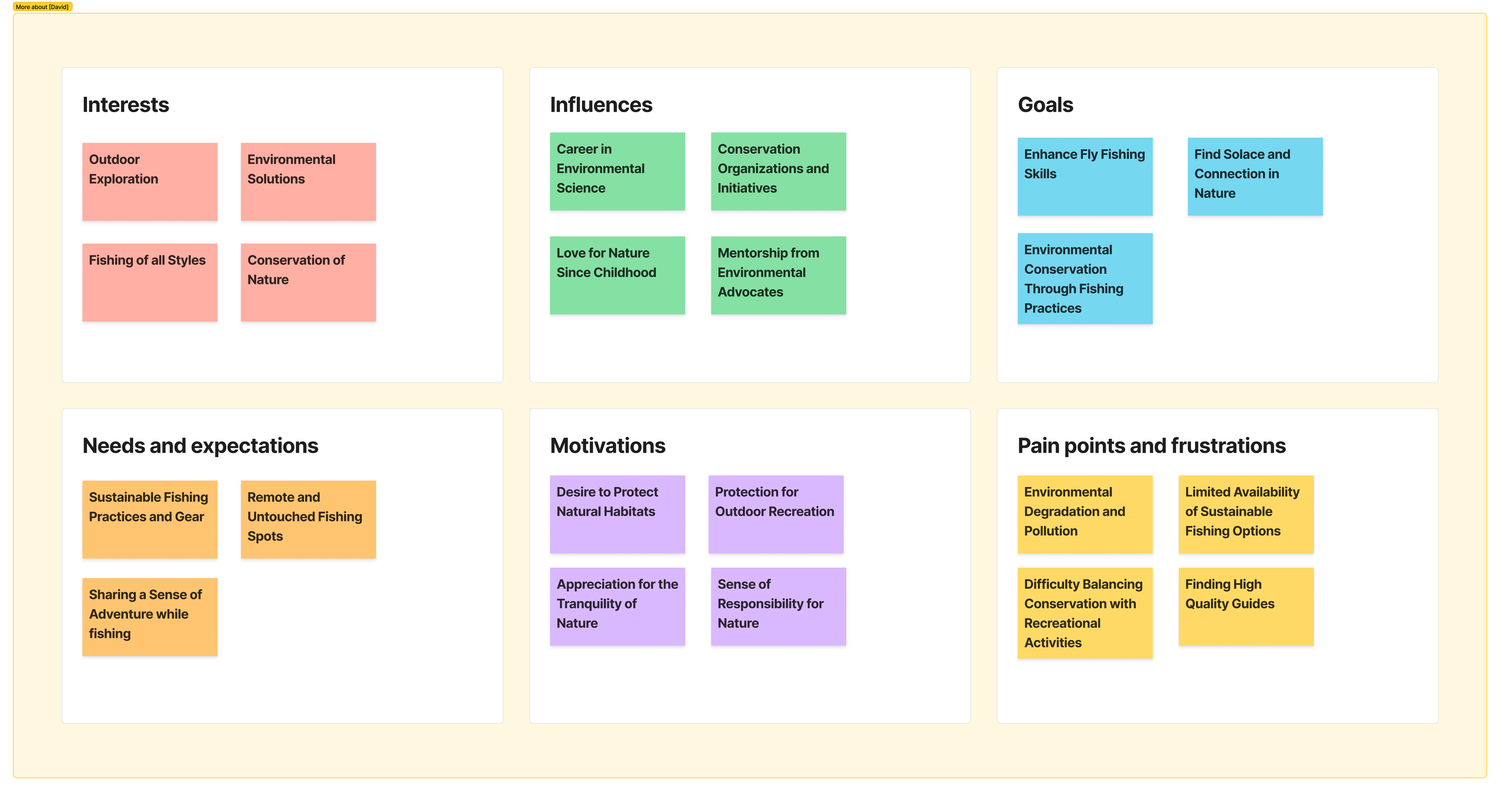 More about [David]
Interests
Outdoor
Exploration
Environmental
Solutions
Fishing of all Styles
Conservation of
Nature
Influences
Career in
Environmental
Science
Conservation
Organizations and
Initiatives
Love for Nature
Since Childhood
Mentorship from
Environmental
Advocates
Goals
Enhance Fly Fishing
Skills
Find Solace and
Connection in
Nature
Environmental
Conservation
Through Fishing
Practices
Needs and expectations
Sustainable Fishing
Practices and Gear
Remote and
Untouched Fishing
Spots
Sharing a Sense of
Adventure while
fishing
Motivations
Desire to Protect
Natural Habitats
Protection for
Outdoor Recreation
Appreciation for the
Tranquility of
Nature
Sense of
Responsibility for
Nature
Pain points and frustrations
Environmental
Degradation and
Pollution
Limited Availability
of Sustainable
Fishing Options
Difficulty Balancing
Conservation with
Recreational
Activities
Finding High
Quality Guides